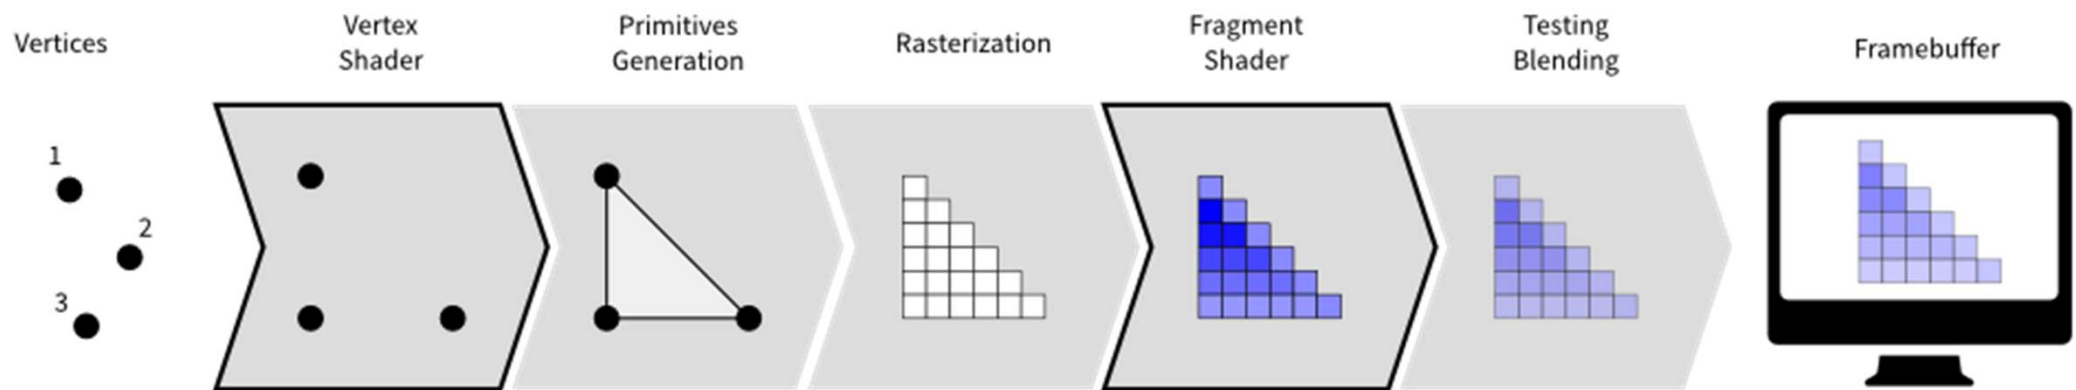 Vertices
Vertex
Shader
Primitives
Generation
Rasterization
Fragment
Shader
Testing
Blending
Framebuffer
1
2
3